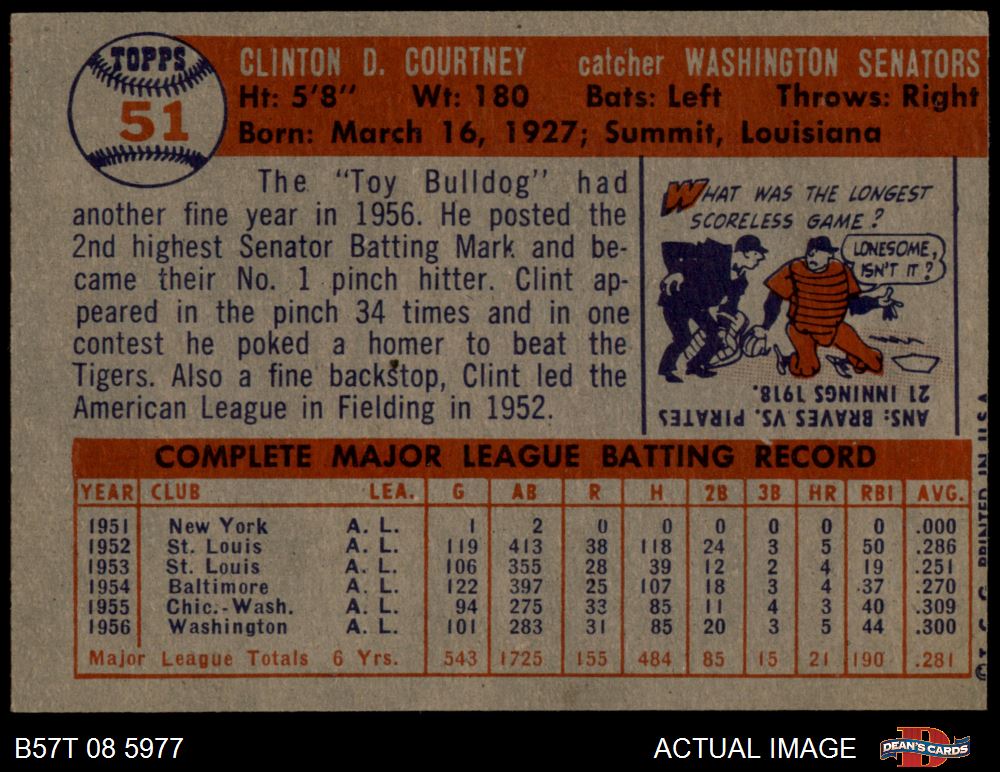 TOPPS
51
CLINTON D. COURTNEY catcher WASHINGTON SENATORS
Ht: 5'8" Wt: 180 Bats: Left Throws: Right
Born: March 16, 1927; Summit, Louisiana
The "Toy Bulldog" had
another fine year in 1956. He posted the
2nd highest Senator Batting Mark and be-
came their No. 1 pinch hitter. Clint ap-
peared in the pinch 34 times and in one
contest he poked a homer to beat the
Tigers. Also a fine backstop, Clint led the
American League in Fielding in 1952.
WHAT WAS THE LONGEST
SCORELESS GAME?
LONESOME,
ISN'T IT?
ANS: BRAVES VS. PIRATES
21 INNINGS 1918.
COMPLETE MAJOR LEAGUE BATTING RECORD
YEAR CLUB LEA. G AB R H 2B 3B HR RBI AVG.
1951 New York A. L. 1 2 0 0 0 0 0 0 .000
1952 St. Louis A. L. 119 413 38 118 24 3 5 50 .286
1953 St. Louis A. L. 106 355 28 39 12 2 4 19 .251
1954 Baltimore A. L. 122 397 25 107 18 3 4 37 .270
1955 Chic.-Wash. A. L. 94 275 33 85 11 4 3 40 .309
1956 Washington A. L. 101 283 31 85 20 3 5 44 .300
Major League Totals 6 Yrs. 543 1725 155 484 85 15 21 190 .281
PRINTED IN U.S.A.
B57T 08 5977
ACTUAL IMAGE
DEAN'S CARDS